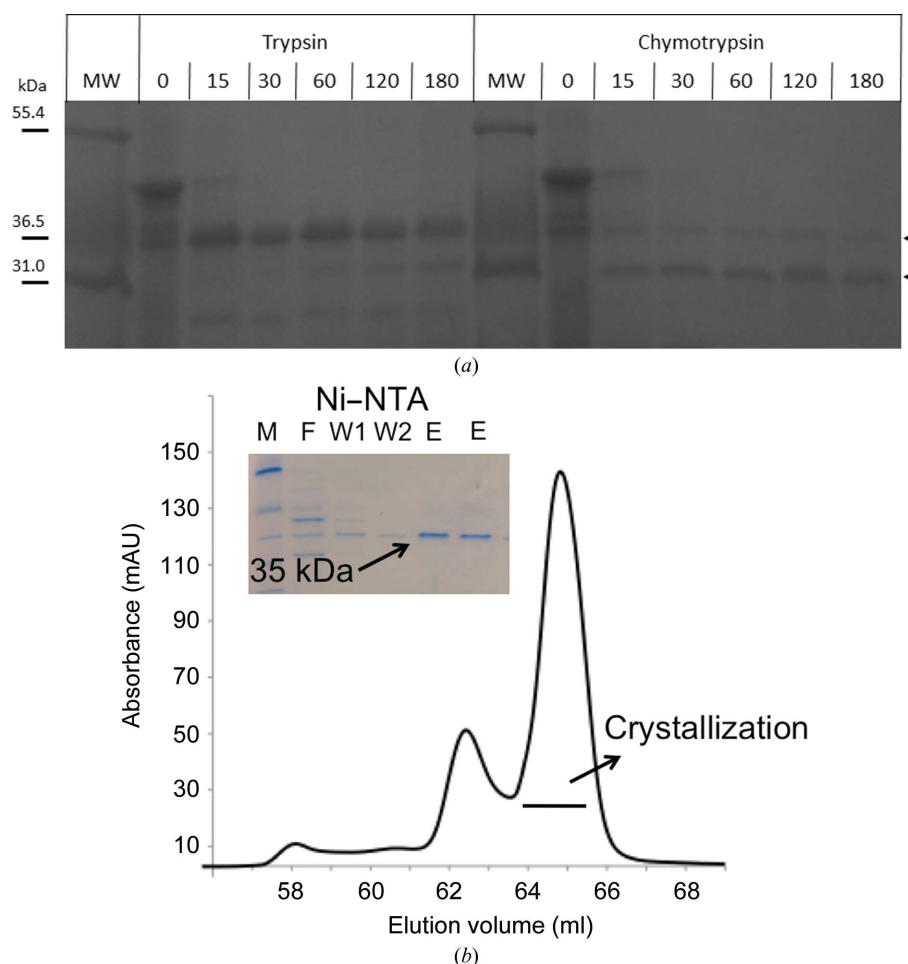 Trypsin Chymotrypsin
kDa MW 0 15 30 60 120 180 MW 0 15 30 60 120 180
55.4
36.5
31.0
(a)
Ni–NTA
M F W1 W2 E E
35 kDa
150
130
110
90
70
50
30
10
Absorbance (mAU)
Crystallization
58 60 62 64 66 68
Elution volume (ml)
(b)